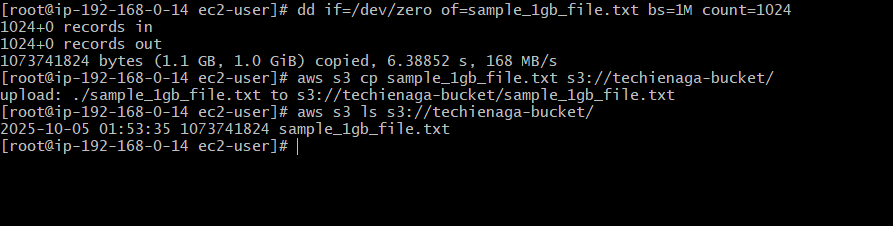 [root@ip-192-168-0-14 ec2-user]# dd if=/dev/zero of=sample_1gb_file.txt bs=1M count=1024
1024+0 records in
1024+0 records out
1073741824 bytes (1.1 GB, 1.0 GiB) copied, 6.38852 s, 168 MB/s
[root@ip-192-168-0-14 ec2-user]# aws s3 cp sample_1gb_file.txt s3://techienaga-bucket/
upload: ./sample_1gb_file.txt to s3://techienaga-bucket/sample_1gb_file.txt
[root@ip-192-168-0-14 ec2-user]# aws s3 ls s3://techienaga-bucket/
2025-10-05 01:53:35 1073741824 sample_1gb_file.txt
[root@ip-192-168-0-14 ec2-user]#